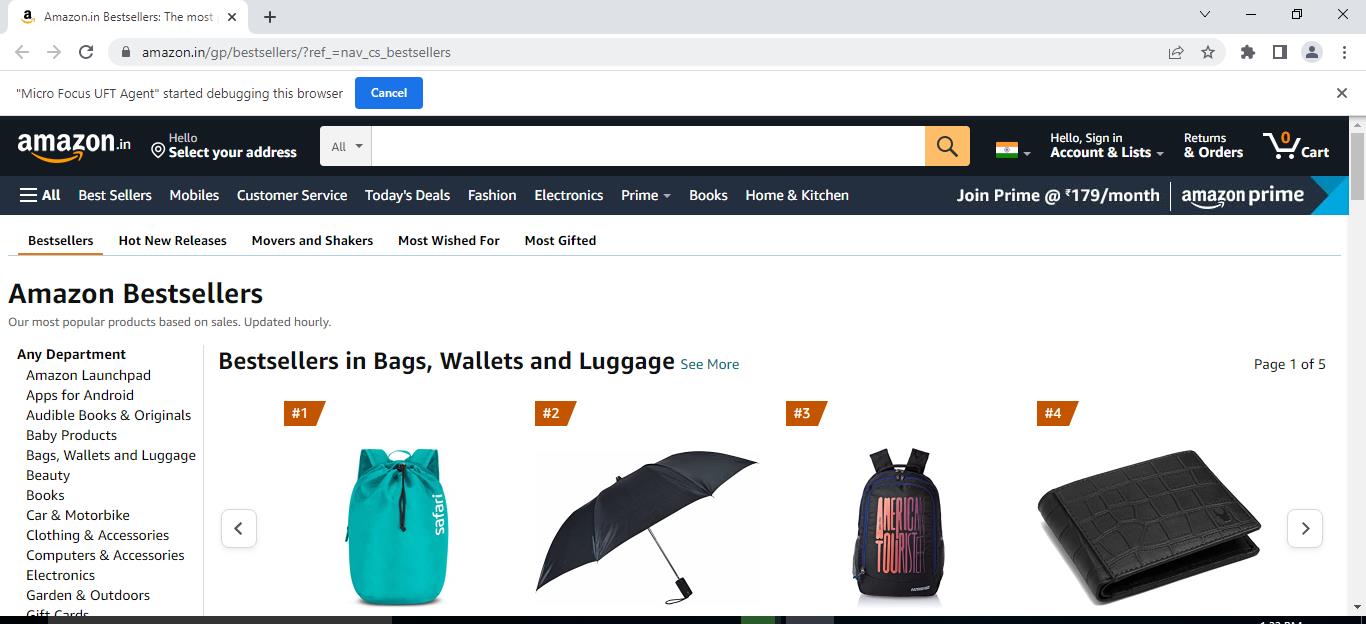 Amazon.in Bestsellers: The most
amazon.in/gp/bestsellers/?ref_=nav_cs_bestsellers
"Micro Focus UFT Agent" started debugging this browser
Cancel
amazon.in
Hello
Select your address
All
Hello, Sign in
Account & Lists
Returns
& Orders
0
Cart
All Best Sellers Mobiles Customer Service Today's Deals Fashion Electronics Prime Books Home & Kitchen
Join Prime @ ₹179/month
amazon prime
Bestsellers Hot New Releases Movers and Shakers Most Wished For Most Gifted
Amazon Bestsellers
Our most popular products based on sales. Updated hourly.
Any Department
Amazon Launchpad
Apps for Android
Audible Books & Originals
Baby Products
Bags, Wallets and Luggage
Beauty
Books
Car & Motorbike
Clothing & Accessories
Computers & Accessories
Electronics
Garden & Outdoors
Gift Cards
Bestsellers in Bags, Wallets and Luggage See More
Page 1 of 5
#1
#2
#3
#4
safari
AMERICAN
TOURISTER